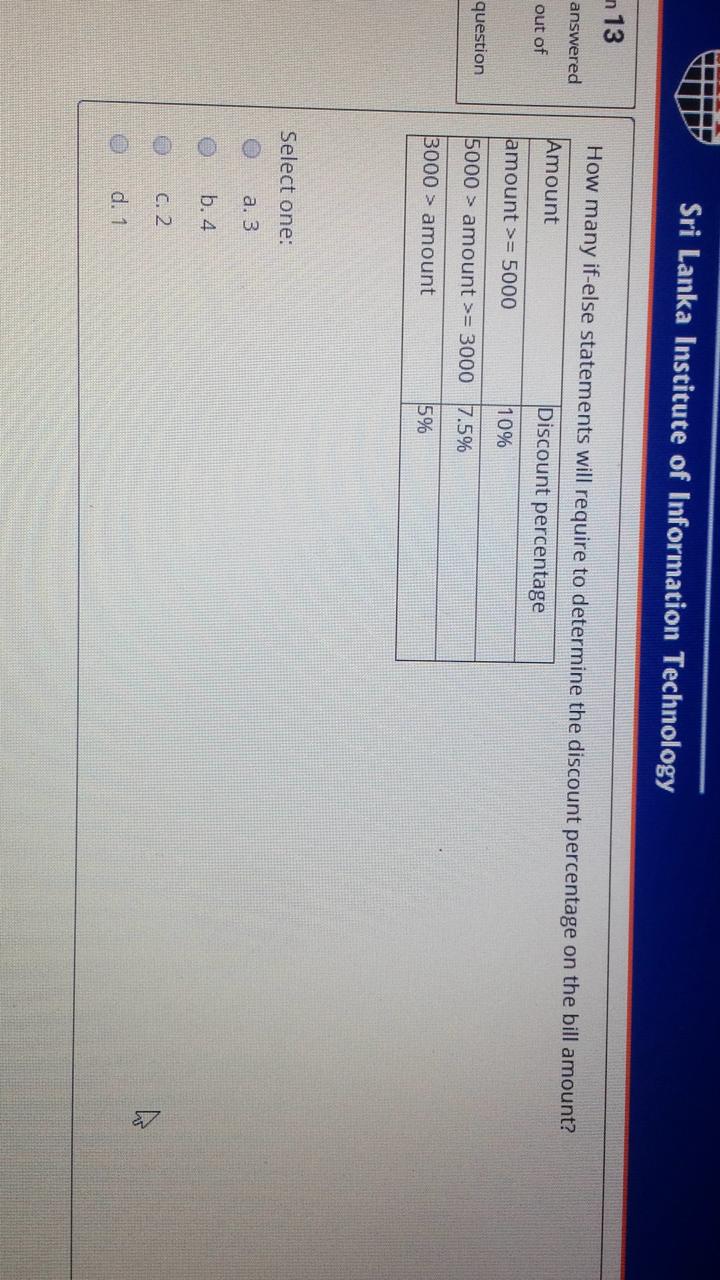 Sri Lanka Institute of Information Technology
13
answered
out of
question
How many if-else statements will require to determine the discount percentage on the bill amount?
Amount Discount percentage
amount >= 5000 10%
5000 > amount >= 3000 7.5%
3000 > amount 5%
Select one:
a. 3
b. 4
c. 2
d. 1